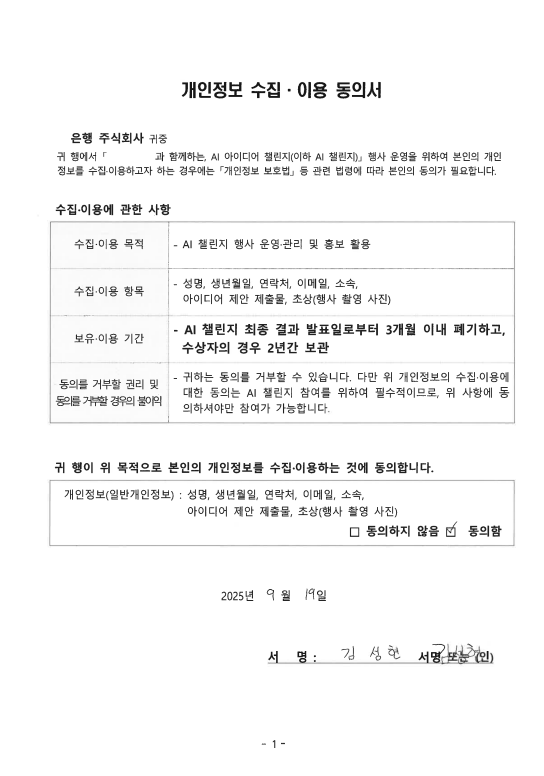 개인정보 수집·이용 동의서
은행 주식회사 귀중
귀 행에서 「 과 함께하는, AI 아이디어 챌린지(이하 AI 챌린지)」 행사 운영을 위하여 본인의 개인
정보를 수집·이용하고자 하는 경우에는 「개인정보 보호법」 등 관련 법령에 따라 본인의 동의가 필요합니다.
수집·이용에 관한 사항
수집·이용 목적
- AI 챌린지 행사 운영·관리 및 홍보 활용
수집·이용 항목
- 성명, 생년월일, 연락처, 이메일, 소속,
아이디어 제안 제출물, 초상(행사 촬영 사진)
보유·이용 기간
- AI 챌린지 최종 결과 발표일로부터 3개월 이내 폐기하고,
수상자의 경우 2년간 보관
동의를 거부할 권리 및
동의를 거부할 경우의 불이익
- 귀하는 동의를 거부할 수 있습니다. 다만 위 개인정보의 수집·이용에
대한 동의는 AI 챌린지 참여를 위하여 필수적이므로, 위 사항에 동
의하셔야만 참여가 가능합니다.
귀 행이 위 목적으로 본인의 개인정보를 수집·이용하는 것에 동의합니다.
개인정보(일반개인정보) : 성명, 생년월일, 연락처, 이메일, 소속,
아이디어 제안 제출물, 초상(행사 촬영 사진)
□ 동의하지 않음 ☑ 동의함
2025년 9월 19일
서 명 : 김성현 서명 또는 (인)
- 1 -